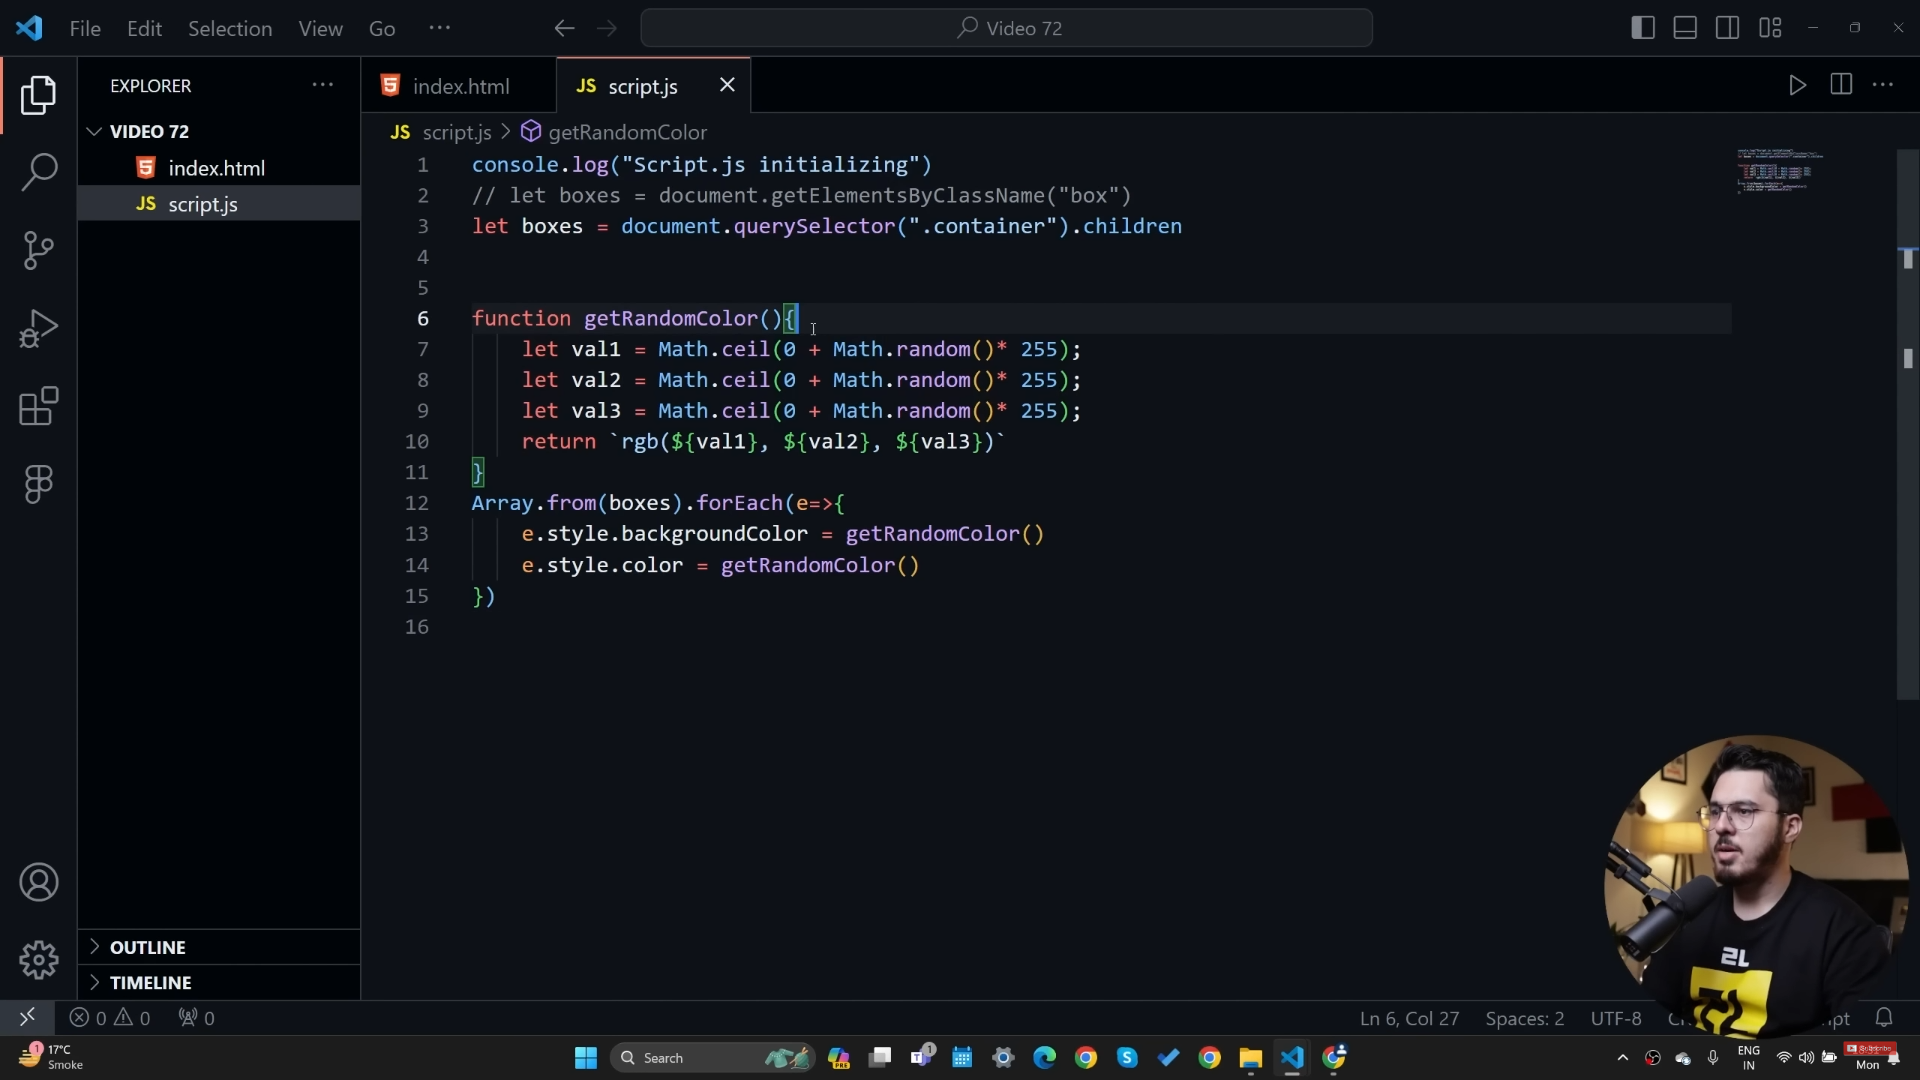 File Edit Selection View Go ···
Video 72
EXPLORER ···
VIDEO 72
index.html
JS script.js
OUTLINE
TIMELINE
index.html
JS script.js
JS script.js > getRandomColor
1 console.log("Script.js initializing")
2 // let boxes = document.getElementsByClassName("box")
3 let boxes = document.querySelector(".container").children
4
5
6 function getRandomColor(){
7 let val1 = Math.ceil(0 + Math.random()* 255);
8 let val2 = Math.ceil(0 + Math.random()* 255);
9 let val3 = Math.ceil(0 + Math.random()* 255);
10 return `rgb(${val1}, ${val2}, ${val3})`
11 }
12 Array.from(boxes).forEach(e=>{
13 e.style.backgroundColor = getRandomColor()
14 e.style.color = getRandomColor()
15 })
16
0 0 0
Ln 6, Col 27 Spaces: 2 UTF-8
1 17°C
Smoke
Search
PRE
1
ENG
IN
Subscribe
Mon